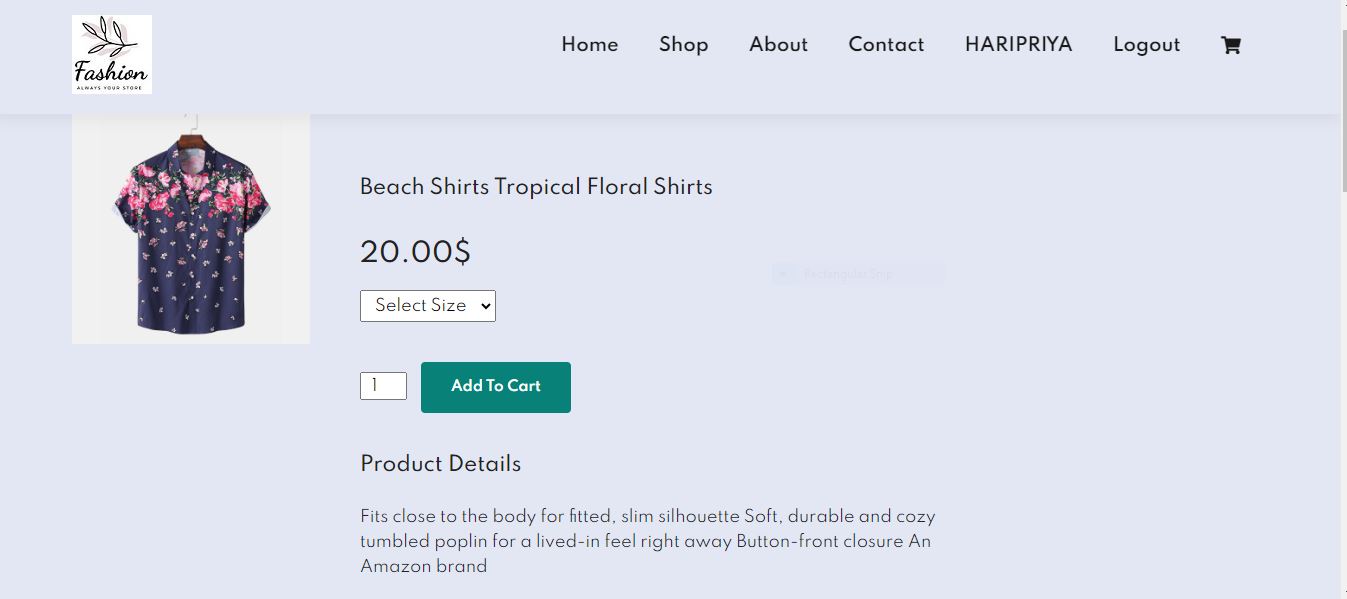 Fashion
ALWAYS YOUR STORE
Home Shop About Contact HARIPRIYA Logout
Beach Shirts Tropical Floral Shirts
20.00$
Rectangular Snip
Select Size
1 Add To Cart
Product Details
Fits close to the body for fitted, slim silhouette Soft, durable and cozy
tumbled poplin for a lived-in feel right away Button-front closure An
Amazon brand